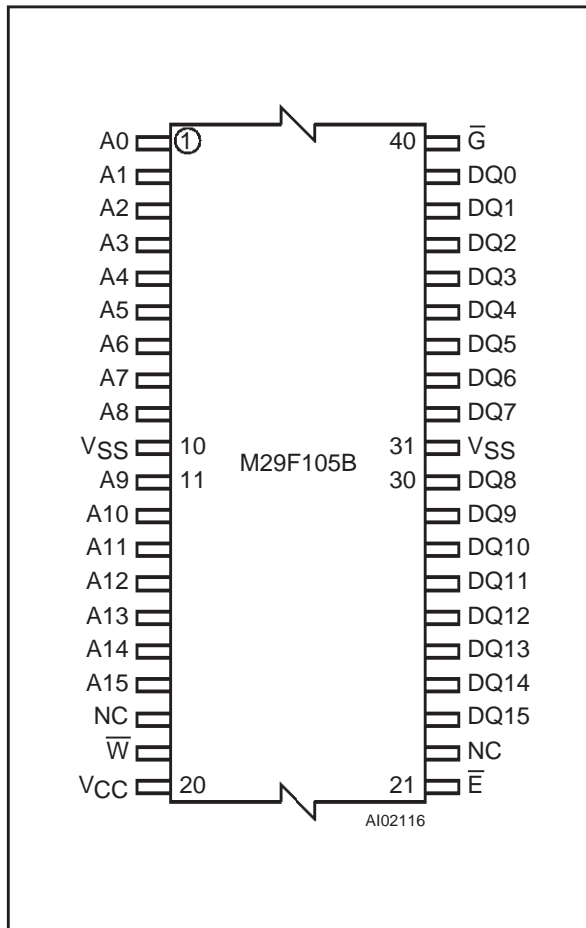 A0 1 40 G̅
A1 DQ0
A2 DQ1
A3 DQ2
A4 DQ3
A5 DQ4
A6 DQ5
A7 DQ6
A8 DQ7
VSS 10 31 VSS
M29F105B
A9 11 30 DQ8
A10 DQ9
A11 DQ10
A12 DQ11
A13 DQ12
A14 DQ13
A15 DQ14
NC DQ15
W̅ NC
VCC 20 21 E̅
AI02116